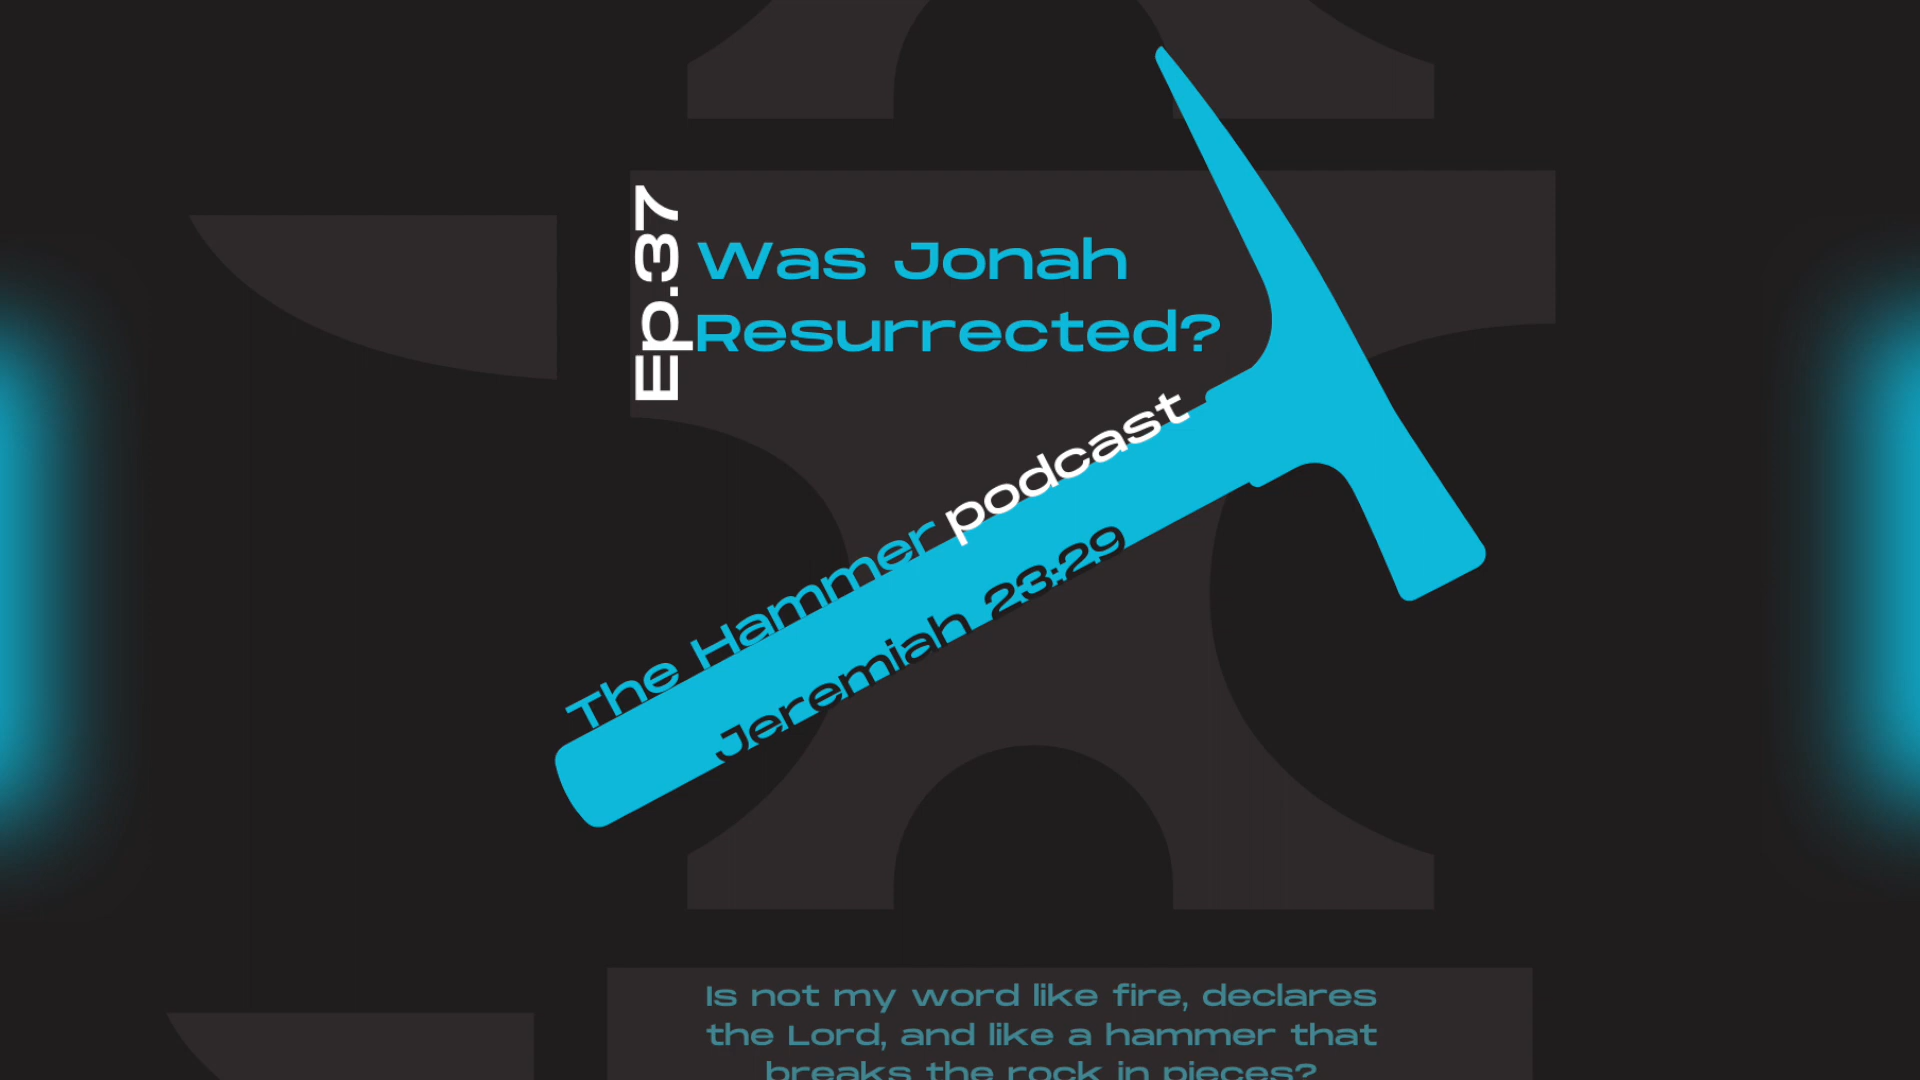 Ep.37
Was Jonah
Resurrected?
The Hammer podcast
Jeremiah 23:29
Is not my word like fire, declares
the Lord, and like a hammer that
breaks the rock in pieces?